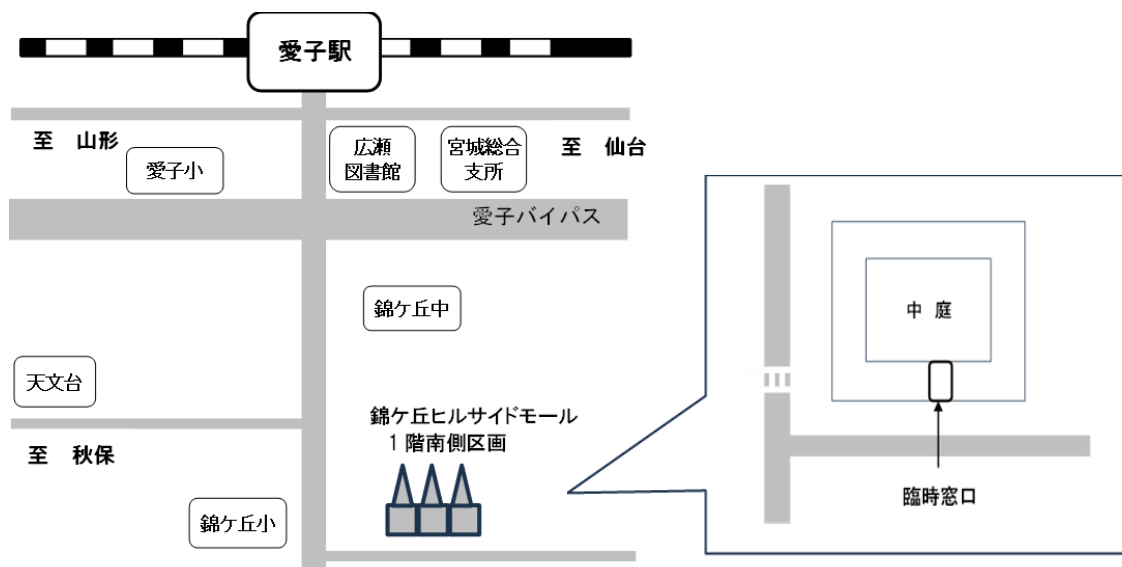 愛子駅
至 山形
愛子小
広瀬
図書館
宮城総合
支所
至 仙台
愛子バイパス
錦ケ丘中
天文台
錦ケ丘ヒルサイドモール
1階南側区画
至 秋保
錦ケ丘小
中庭
臨時窓口